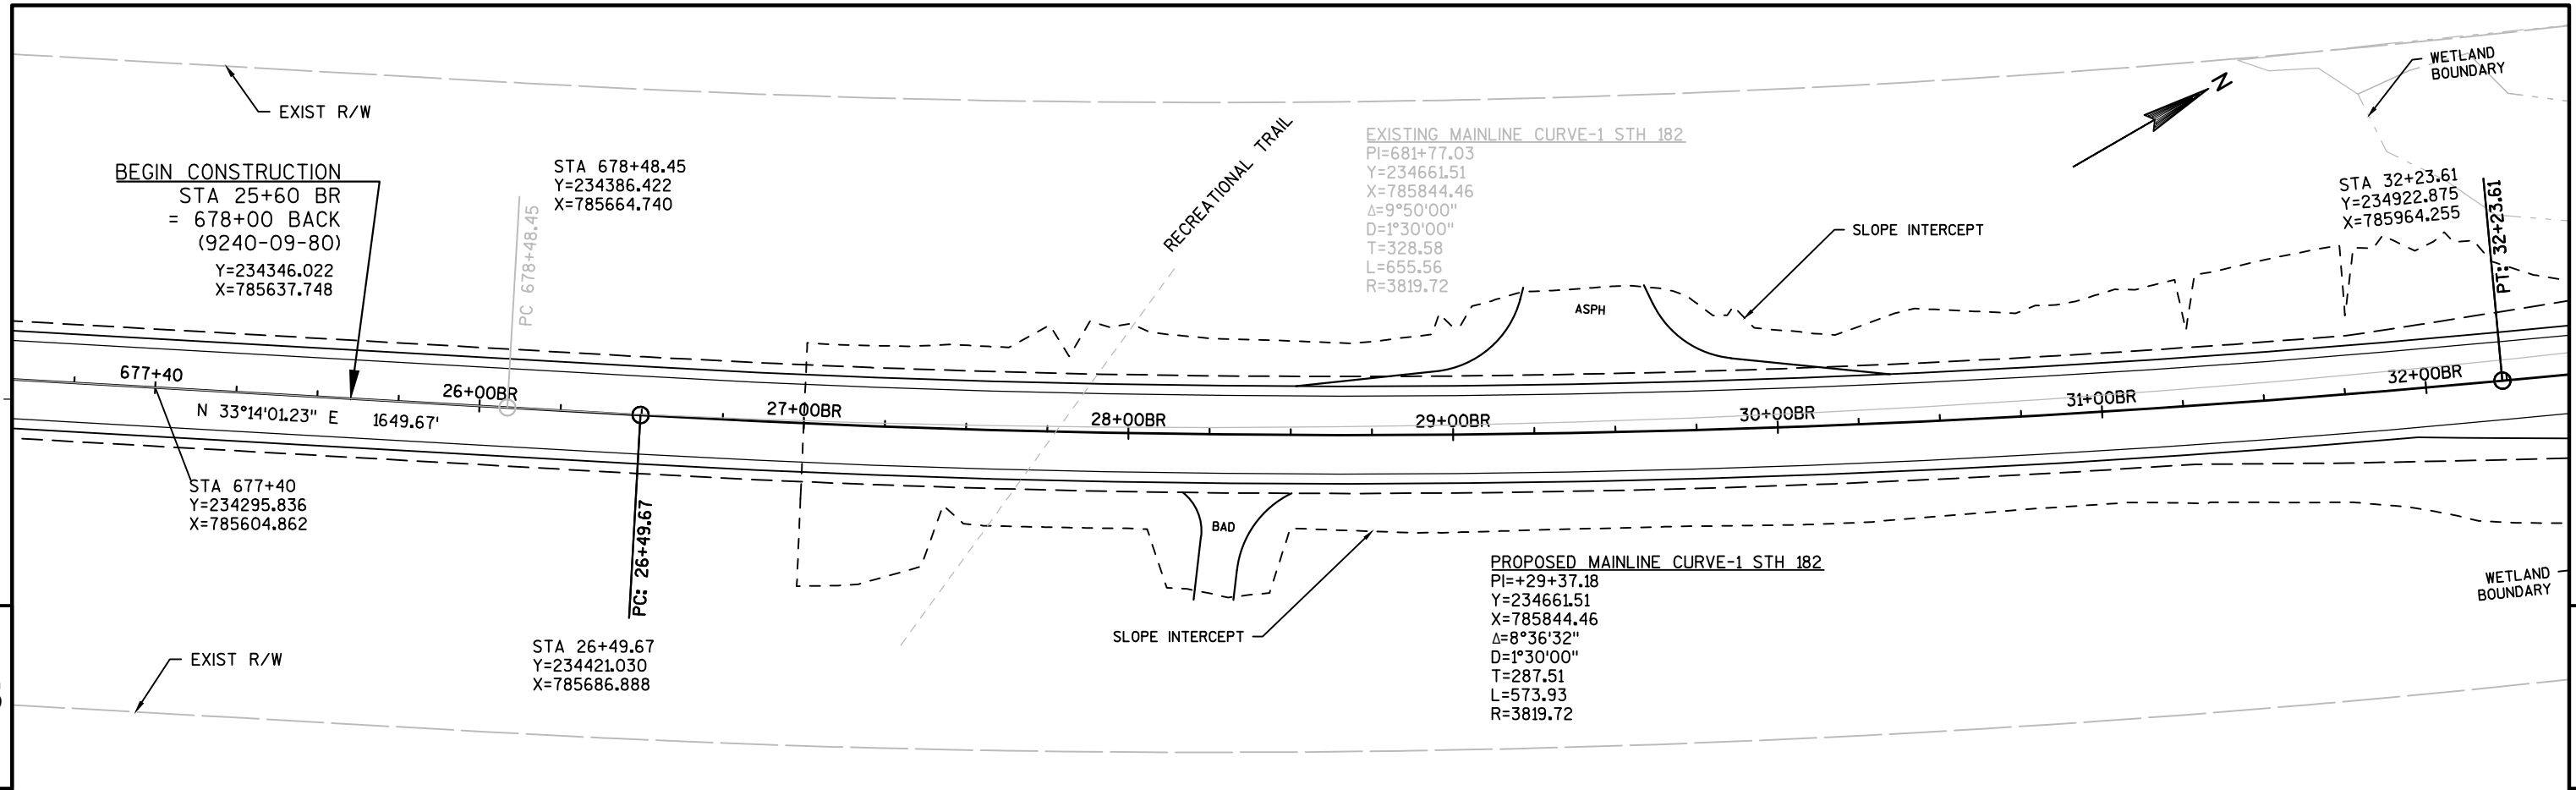 EXIST R/W
WETLAND
BOUNDARY
N
BEGIN CONSTRUCTION
STA 25+60 BR
= 678+00 BACK
(9240-09-80)
Y=234346.022
X=785637.748
STA 678+48.45
Y=234386.422
X=785664.740
PC 678+48.45
RECREATIONAL TRAIL
EXISTING MAINLINE CURVE-1 STH 182
PI=681+77.03
Y=234661.51
X=785844.46
Δ=9°50'00"
D=1°30'00"
T=328.58
L=655.56
R=3819.72
SLOPE INTERCEPT
ASPH
STA 32+23.61
Y=234922.875
X=785964.255
PT: 32+23.61
677+40
26+00BR
27+00BR
28+00BR
29+00BR
30+00BR
31+00BR
32+00BR
N 33°14'01.23" E 1649.67'
STA 677+40
Y=234295.836
X=785604.862
PC: 26+49.67
BAD
STA 26+49.67
Y=234421.030
X=785686.888
EXIST R/W
SLOPE INTERCEPT
PROPOSED MAINLINE CURVE-1 STH 182
PI=+29+37.18
Y=234661.51
X=785844.46
Δ=8°36'32"
D=1°30'00"
T=287.51
L=573.93
R=3819.72
WETLAND
BOUNDARY